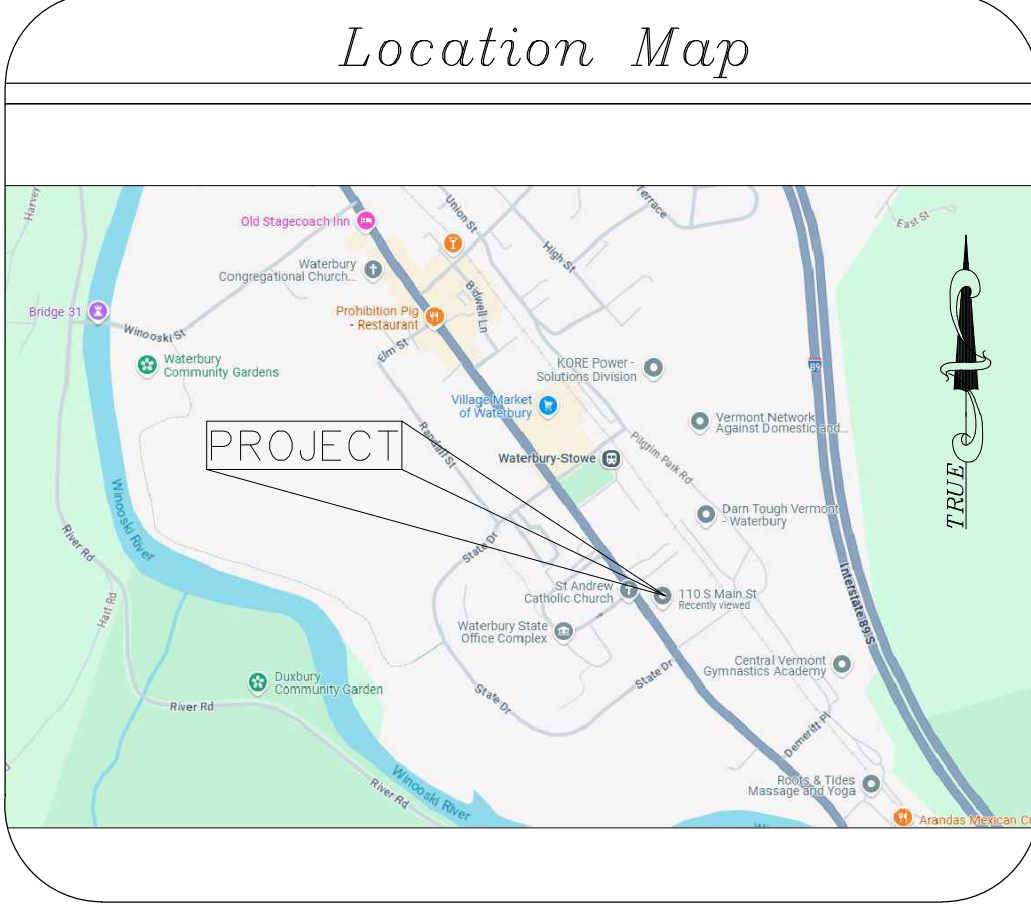 Location Map
Harvey
Union St
Terrace
East St
Old Stagecoach Inn
High St
Waterbury
Congregational Church...
Bidwell Ln
Bridge 31
Prohibition Pig
- Restaurant
Winooski St
Elm St
89
Waterbury
Community Gardens
KORE Power -
Solutions Division
Village Market
of Waterbury
Vermont Network
Against Domestic and...
PROJECT
Randall St
Pilgrim Park Rd
Waterbury-Stowe
TRUE
Winooski River
Darn Tough Vermont
- Waterbury
River Rd
State Dr
Hart Rd
St Andrew
Catholic Church
110 S Main St
Recently viewed
Interstate 89 S
Waterbury State
Office Complex
Central Vermont
Gymnastics Academy
Duxbury
Community Garden
State Dr
State Dr
River Rd
Demeritt Pl
Winooski River
River Rd
Roots & Tides
Massage and Yoga
Arandas Mexican Cu